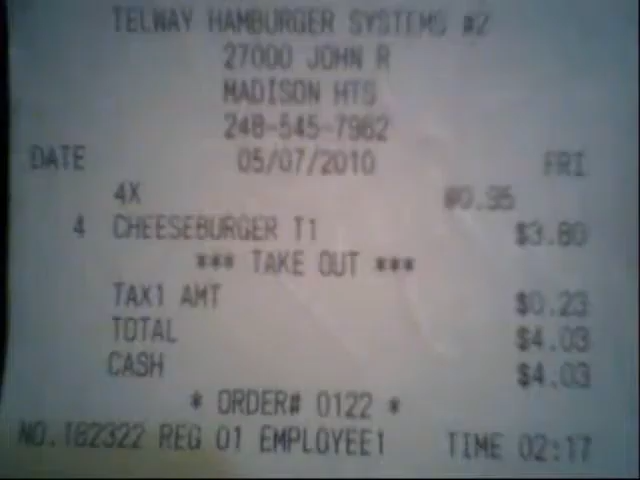 TELWAY HAMBURGER SYSTEMS #2
27000 JOHN R
MADISON HTS
248-545-7962
DATE 05/07/2010 FRI
4X @0.95
4 CHEESEBURGER T1 $3.80
*** TAKE OUT ***
TAX1 AMT $0.23
TOTAL $4.03
CASH $4.03
* ORDER# 0122 *
NO.182322 REG 01 EMPLOYEE1 TIME 02:17